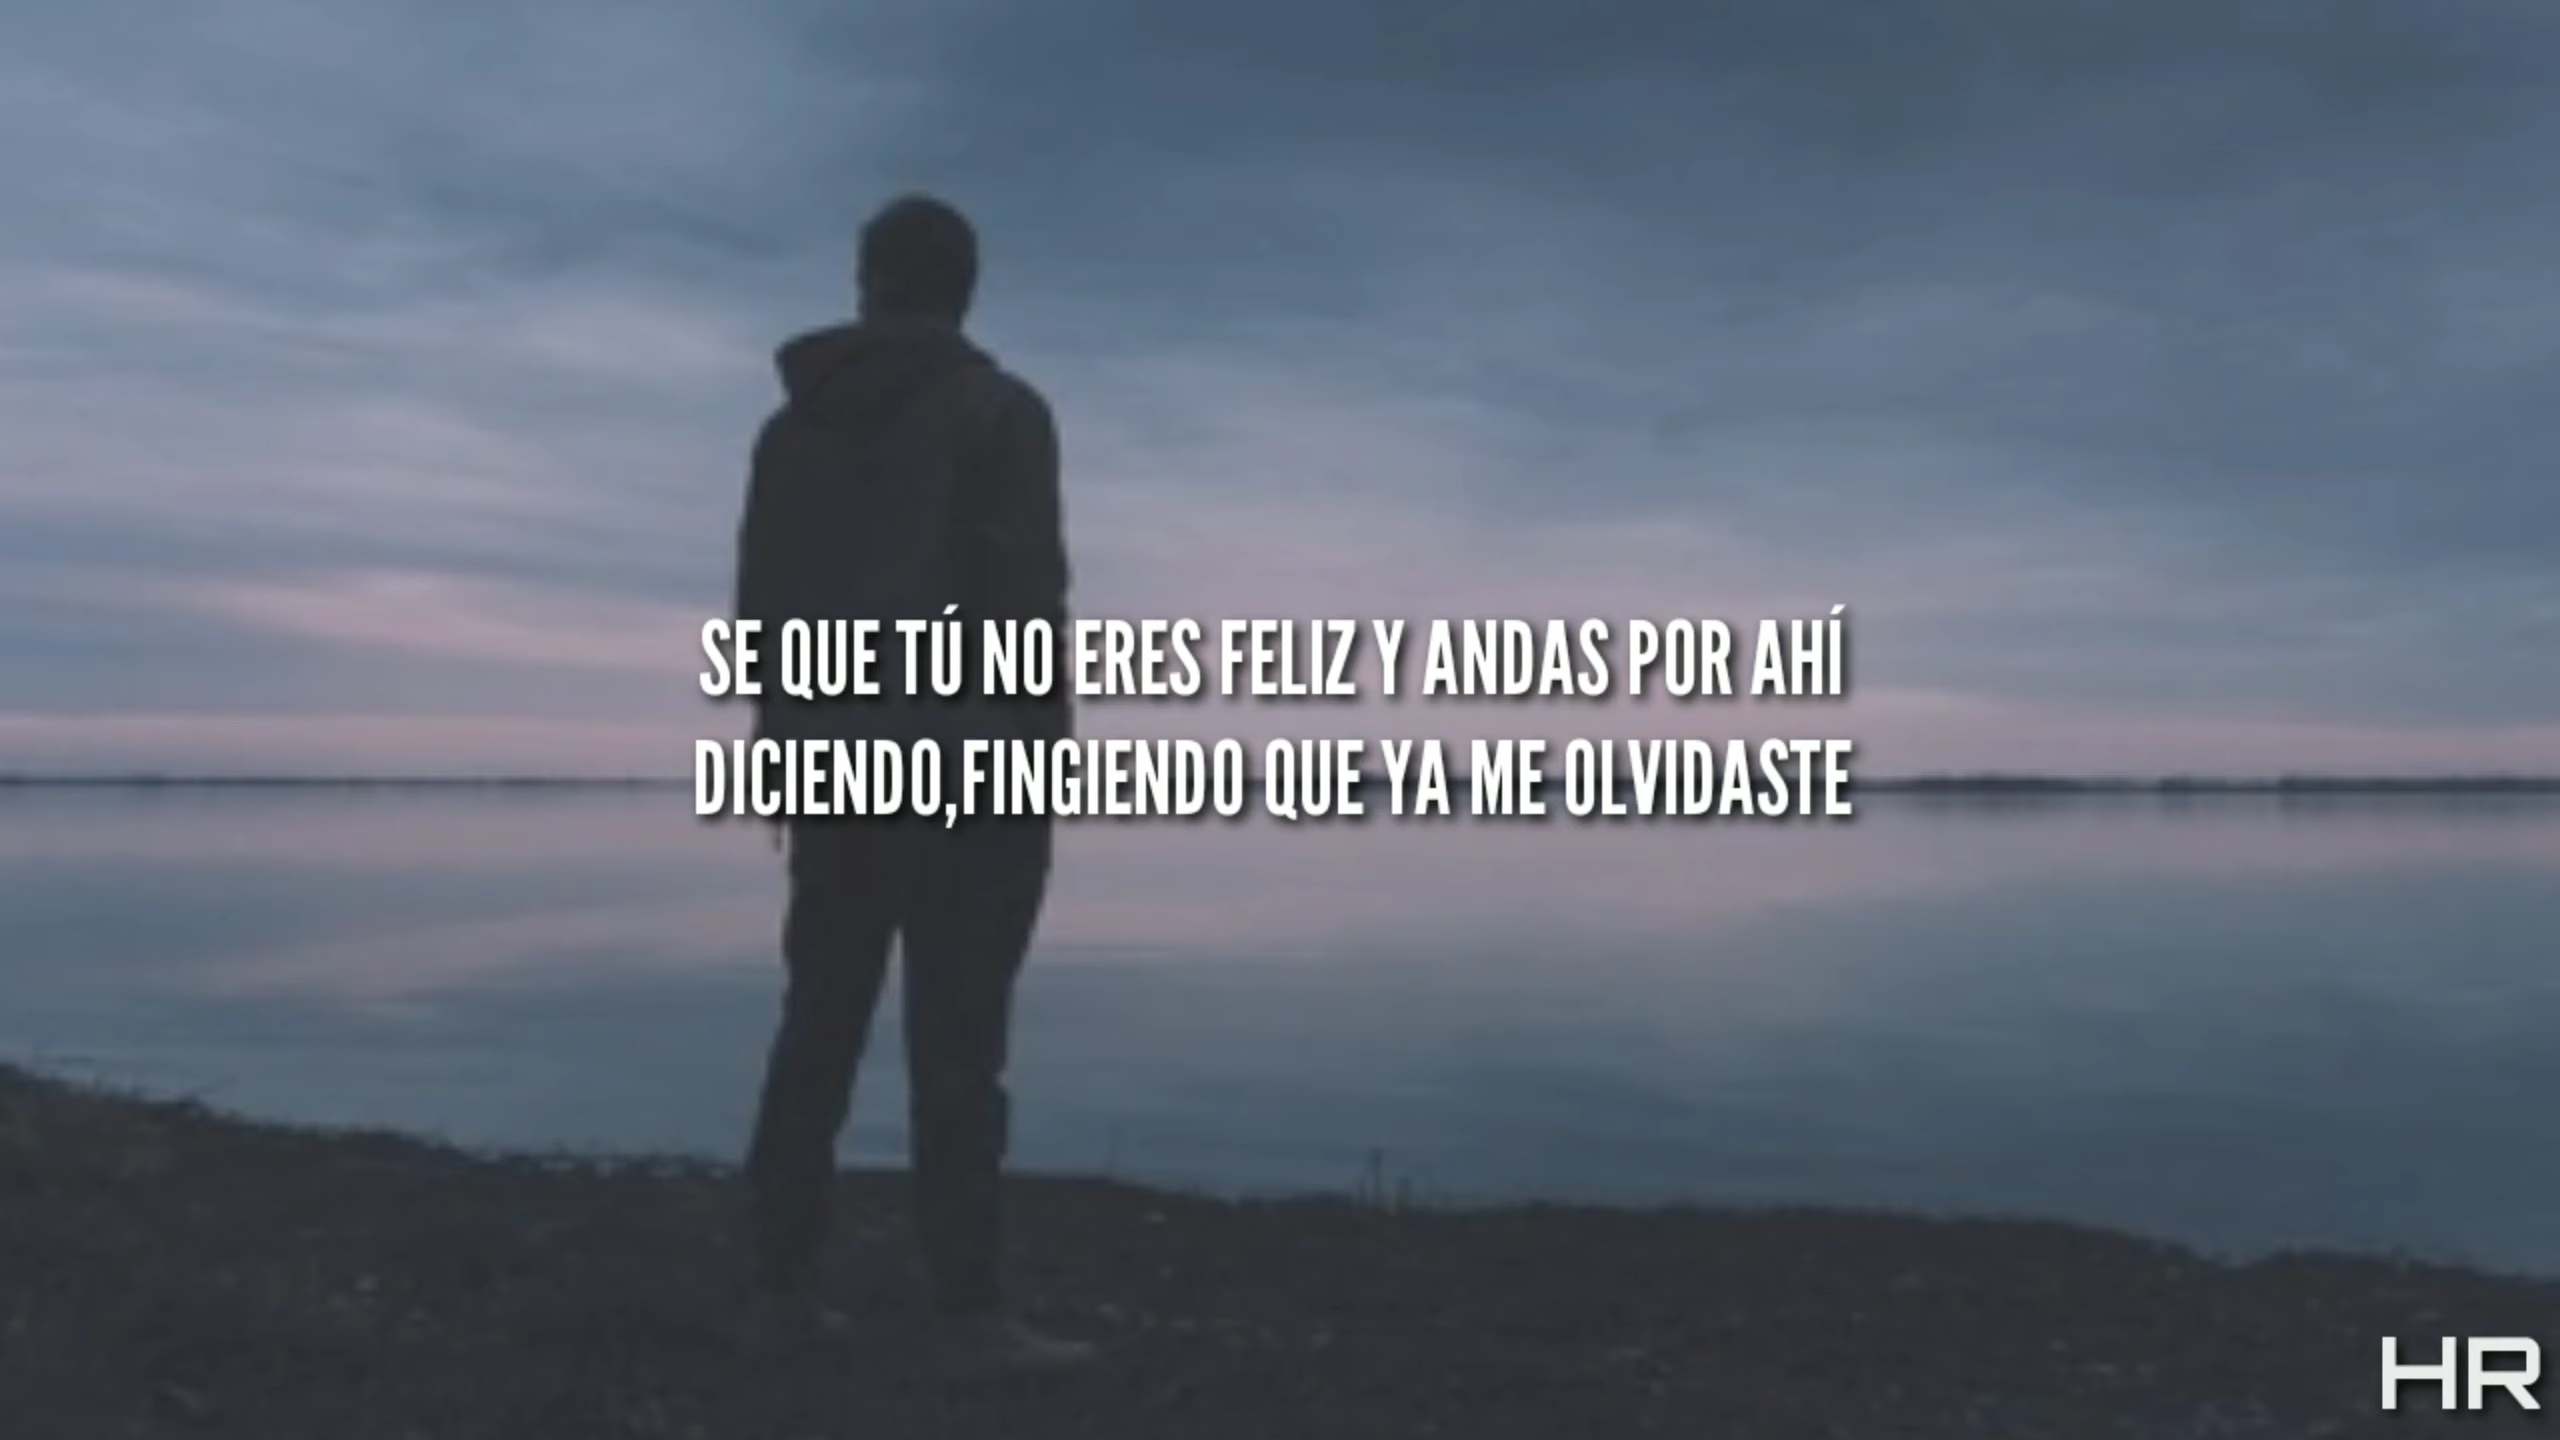 SE QUE TÚ NO ERES FELIZ Y ANDAS POR AHÍ
DICIENDO,FINGIENDO QUE YA ME OLVIDASTE
HR